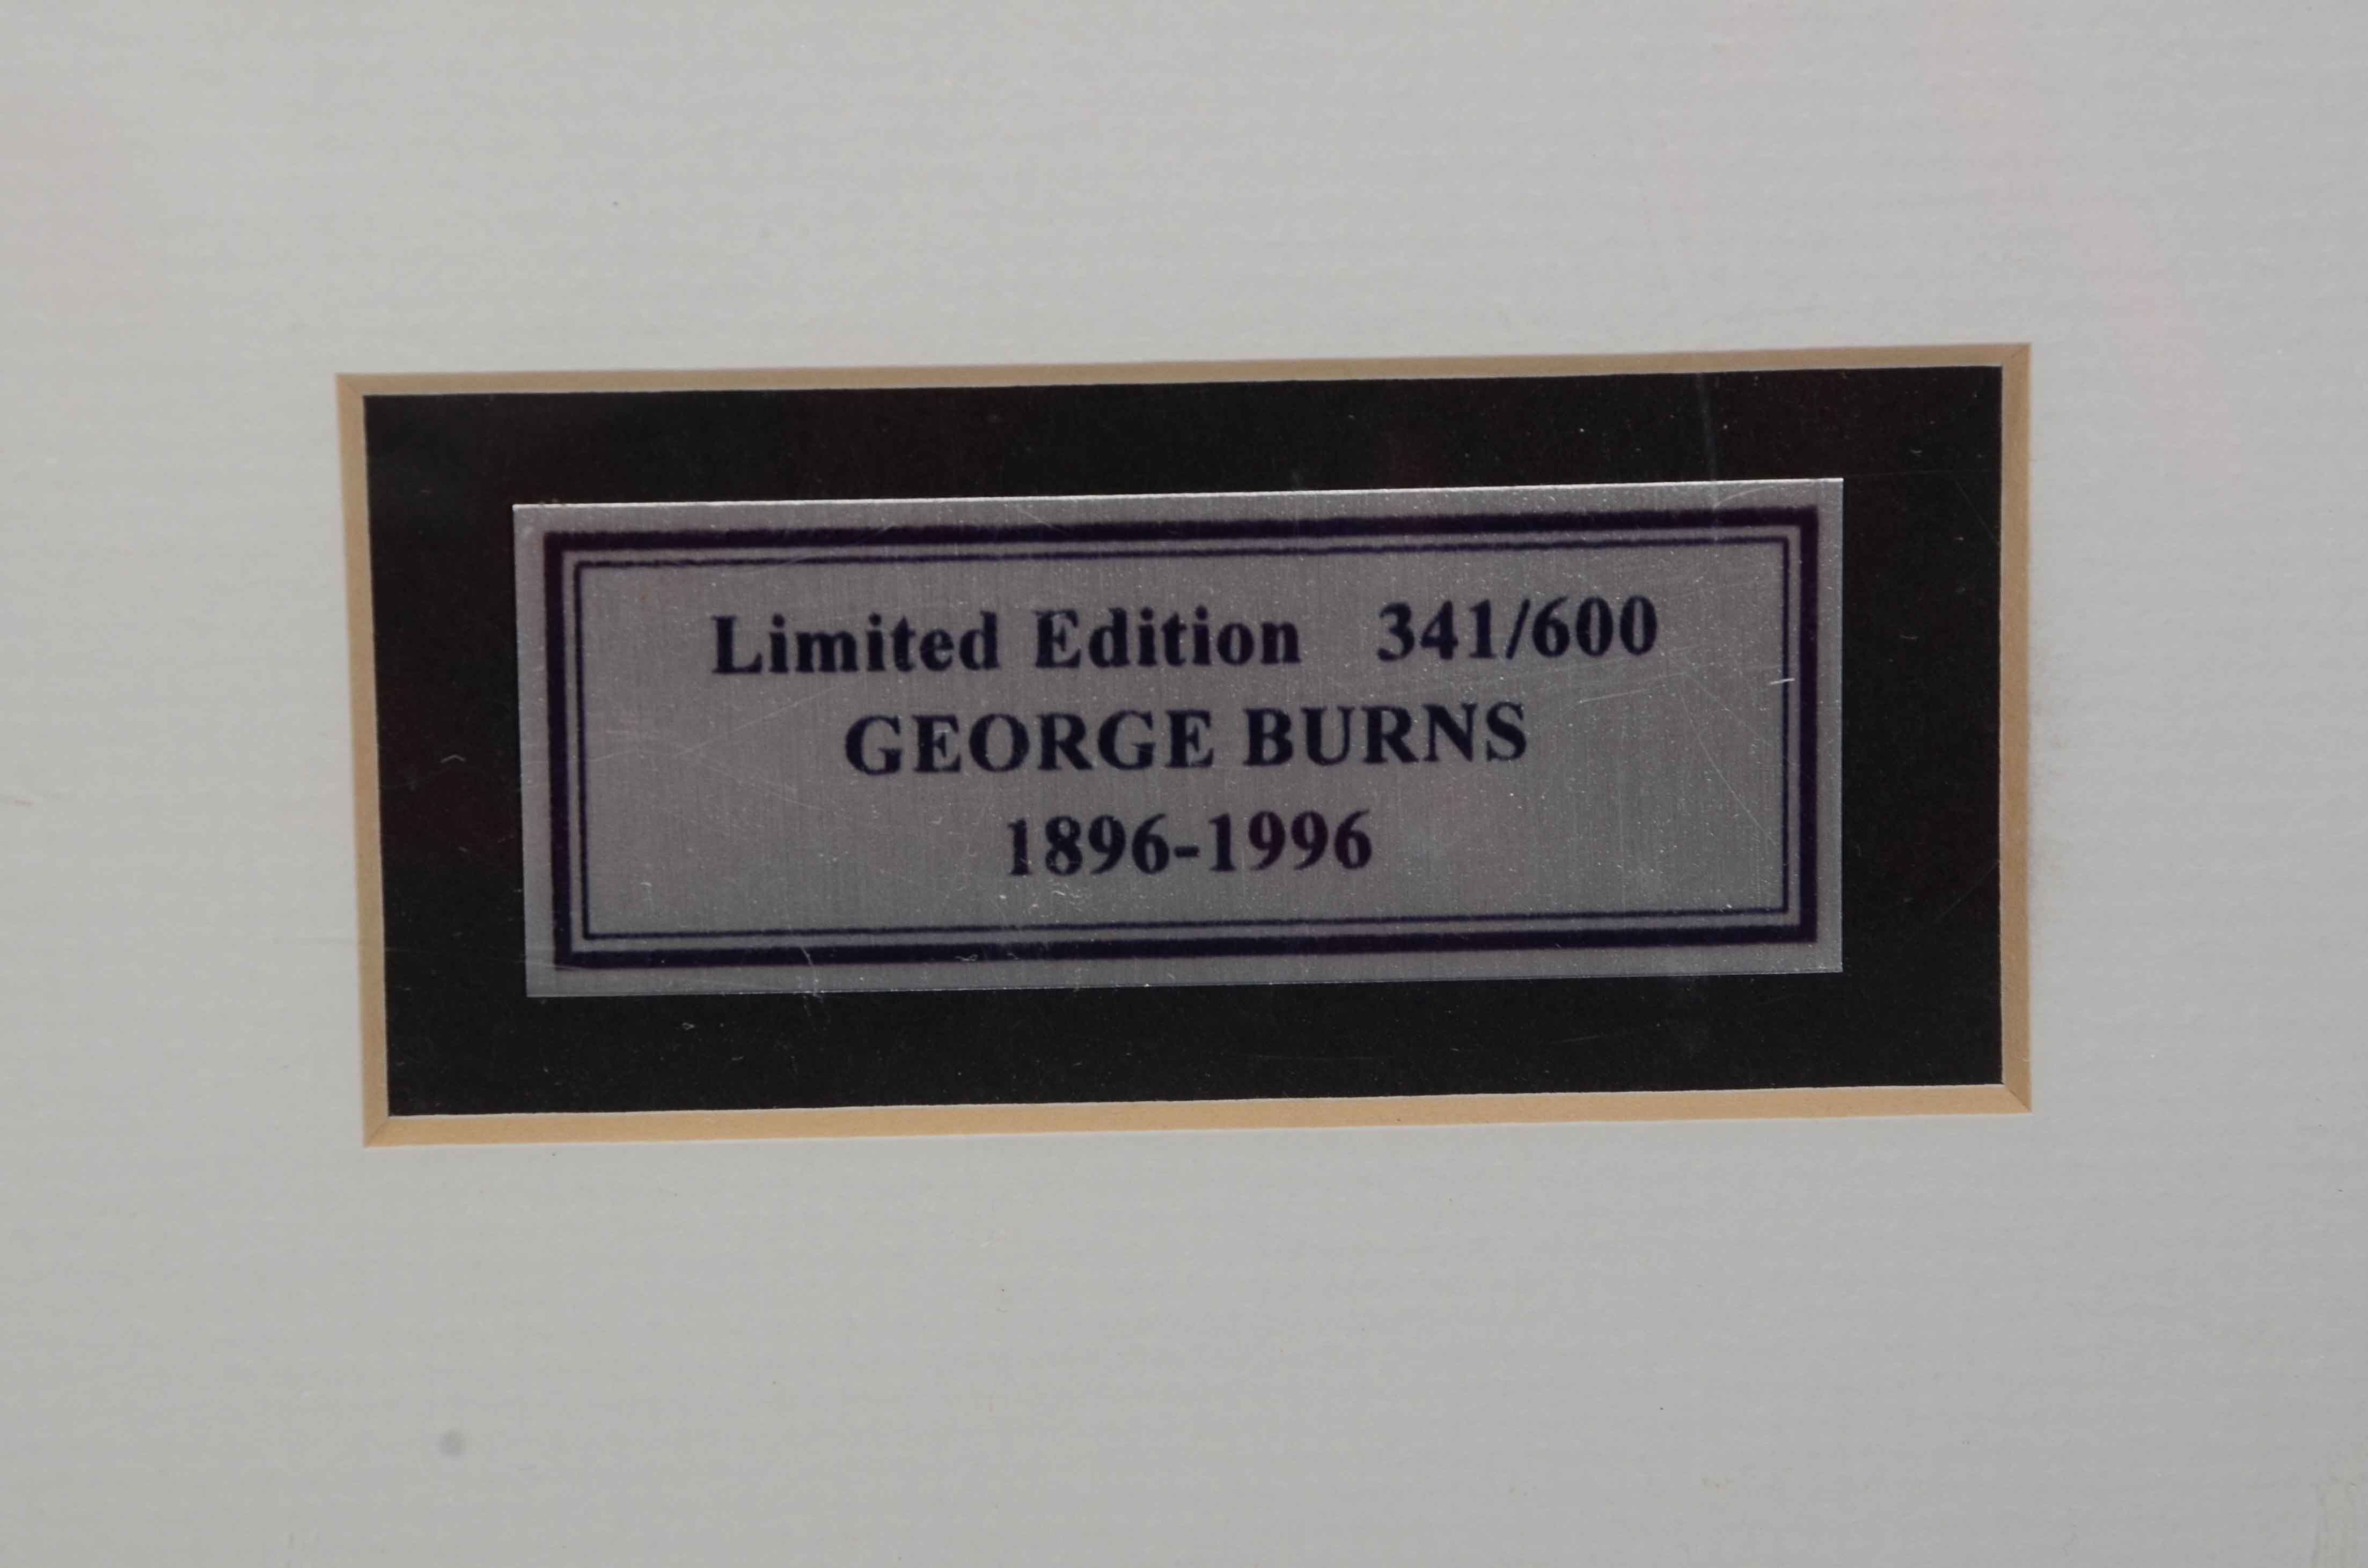 Limited Edition 341/600
GEORGE BURNS
1896-1996